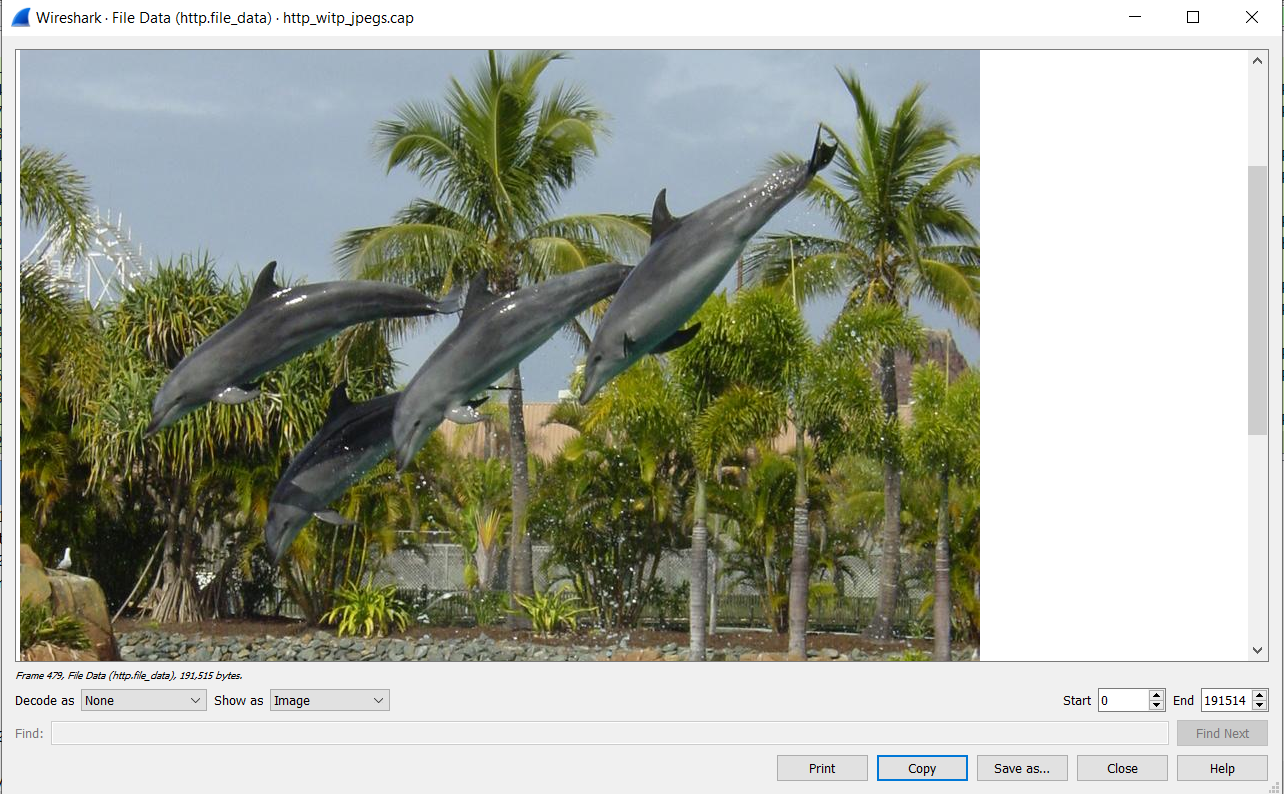 Wireshark · File Data (http.file_data) · http_witp_jpegs.cap
Frame 479, File Data (http.file_data), 191,515 bytes.
Decode as None Show as Image Start 0 End 191514
Find: Find Next
Print Copy Save as... Close Help